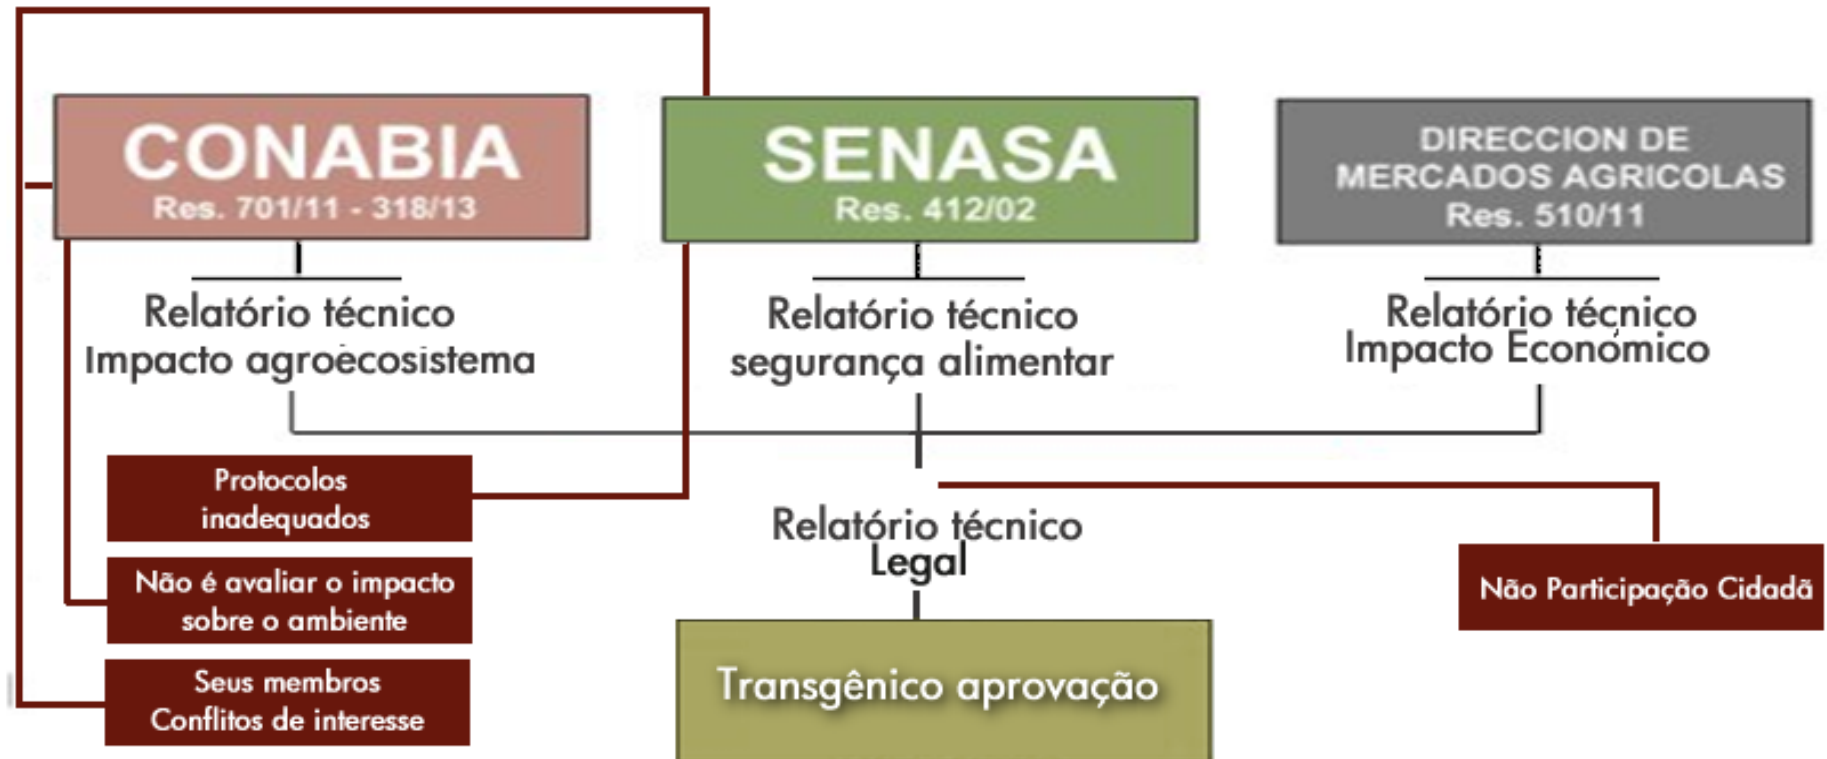 CONABIA
Res. 701/11 - 318/13
SENASA
Res. 412/02
DIRECCION DE
MERCADOS AGRICOLAS
Res. 510/11
Relatório técnico
Impacto agroecosistema
Relatório técnico
segurança alimentar
Relatório técnico
Impacto Económico
Protocolos
inadequados
Não é avaliar o impacto
sobre o ambiente
Seus membros
Conflitos de interesse
Relatório técnico
Legal
Não Participação Cidadã
Transgênico aprovação